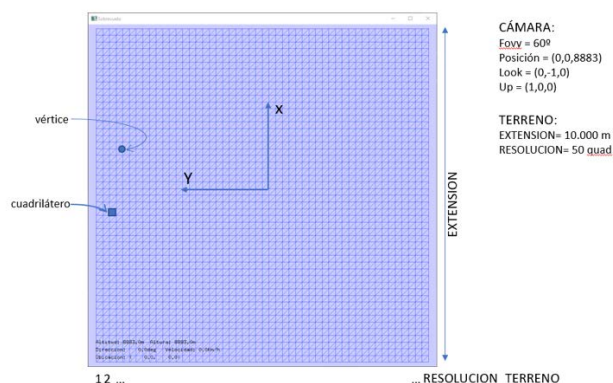 CÁMARA:
Fovy = 60º
Posición = (0,0,8883)
Look = (0,-1,0)
Up = (1,0,0)
TERRENO:
EXTENSION= 10.000 m
RESOLUCION= 50 quad
vértice
X
Y
cuadrilátero
EXTENSION
1 2 ...
... RESOLUCION TERRENO